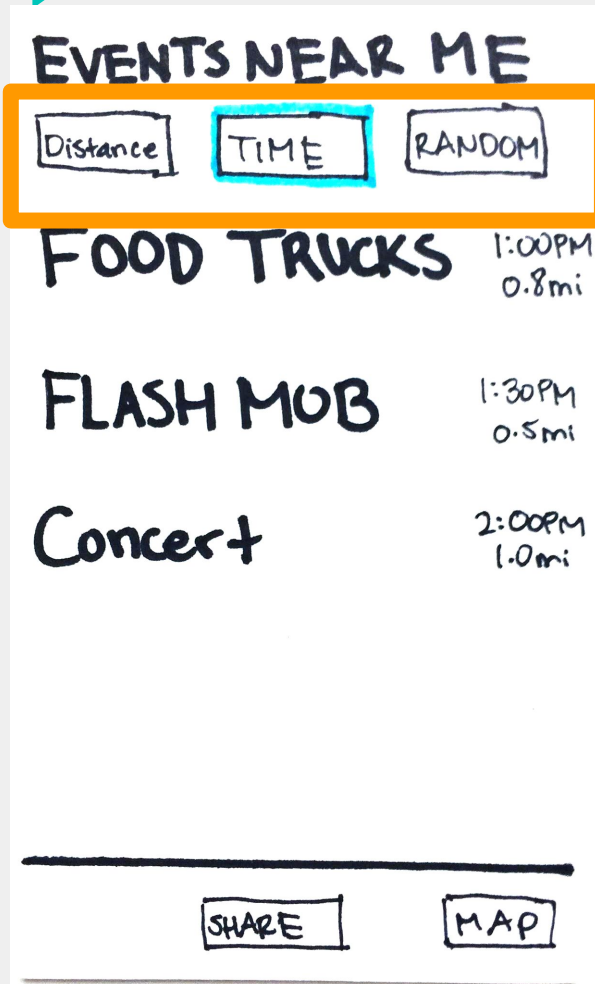 EVENTS NEAR ME
Distance TIME RANDOM
FOOD TRUCKS 1:00PM
0.8mi
FLASH MOB 1:30PM
0.5mi
Concert 2:00PM
1.0mi
SHARE MAP